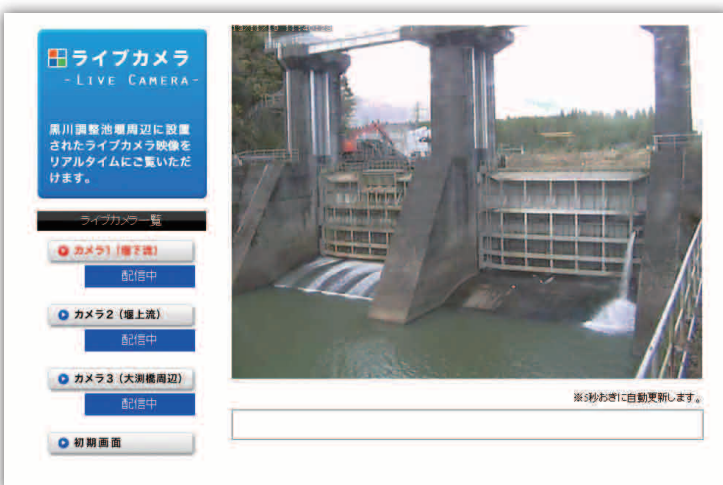 ライブカメラ
- LIVE CAMERA -
黒川調整池堰周辺に設置
されたライブカメラ映像を
リアルタイムにご覧いただ
けます。
ライブカメラ一覧
カメラ1（堰下流）
配信中
カメラ2（堰上流）
配信中
カメラ3（大渕橋周辺）
配信中
初期画面
※5秒おきに自動更新します。